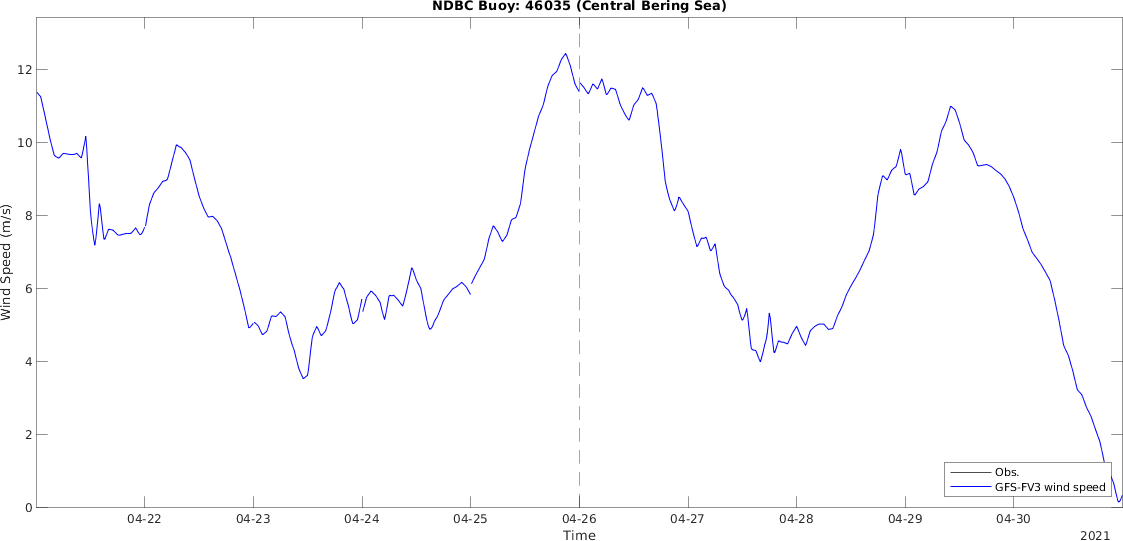 NDBC Buoy: 46035 (Central Bering Sea)
Wind Speed (m/s)
12
10
8
6
4
2
0
Obs.
GFS-FV3 wind speed
04-22 04-23 04-24 04-25 04-26 04-27 04-28 04-29 04-30
Time
2021